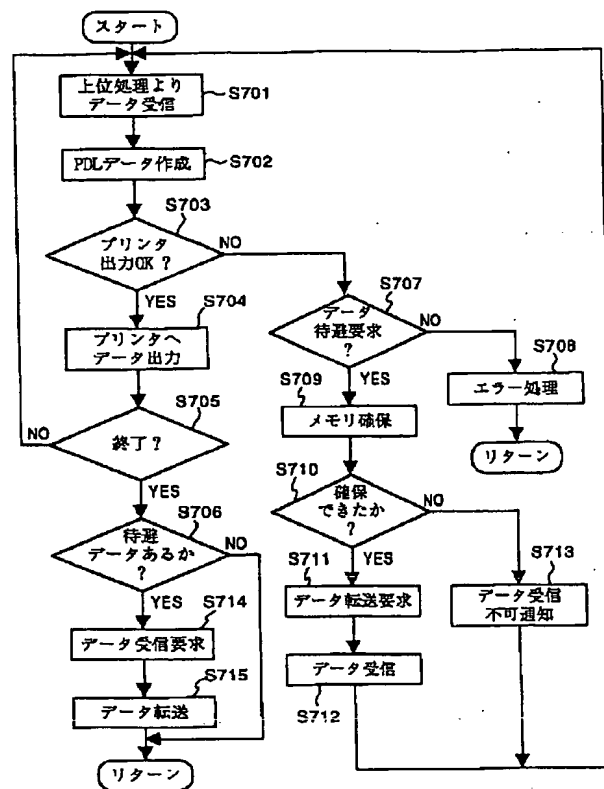 スタート
上位処理より
データ受信
S701
PDLデータ作成
S702
S703
プリンタ
出力OK?
NO
YES
S704
プリンタへ
データ出力
S705
終了?
NO
YES
S706
待避
データあるか
?
NO
YES
S714
データ受信要求
S715
データ転送
リターン
S707
データ
待避要求
?
NO
YES
S708
エラー処理
リターン
S709
メモリ確保
S710
確保
できたか
?
NO
YES
S711
データ転送要求
データ受信
S712
S713
データ受信
不可通知